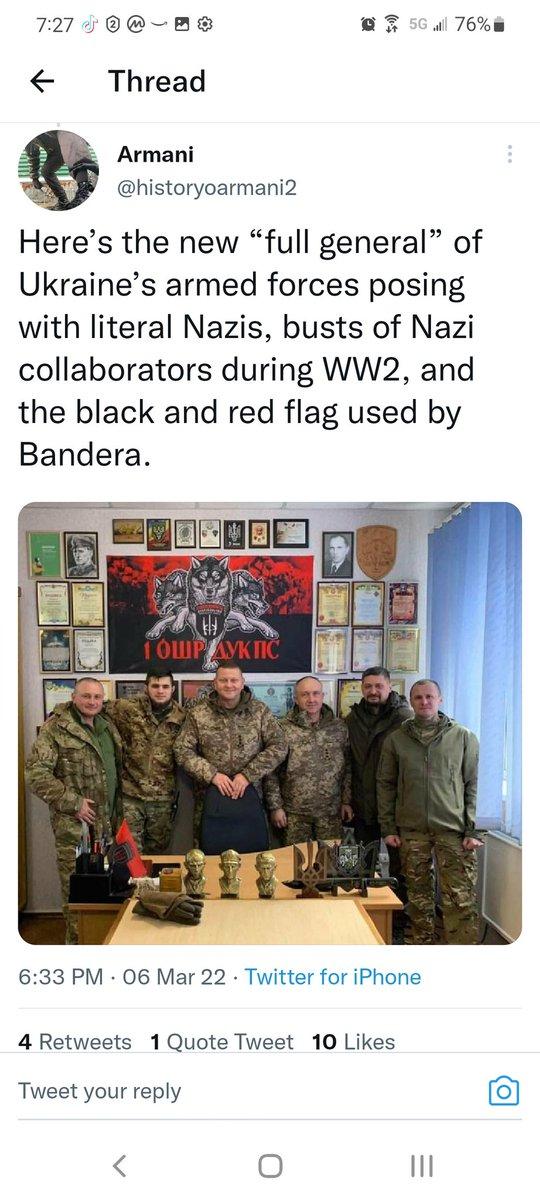 7:27
5G
76%
Thread
Armani
@historyoarmani2
Here’s the new “full general” of
Ukraine’s armed forces posing
with literal Nazis, busts of Nazi
collaborators during WW2, and
the black and red flag used by
Bandera.
1 ОШР ДУК ПС
6:33 PM · 06 Mar 22 · Twitter for iPhone
4 Retweets 1 Quote Tweet 10 Likes
Tweet your reply